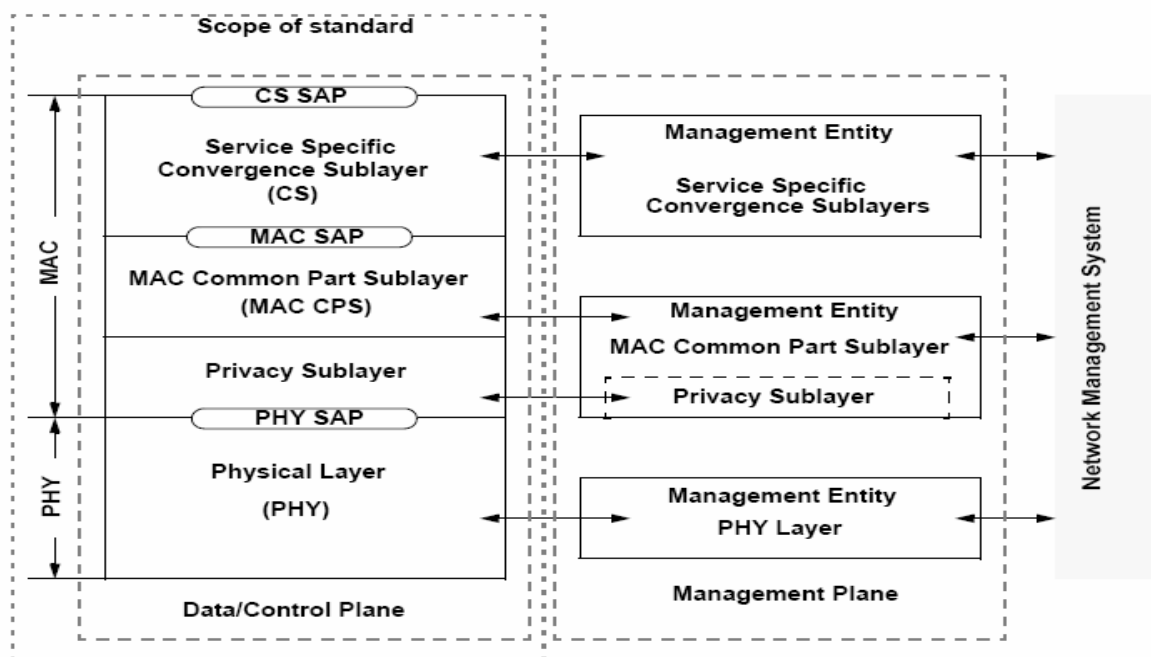 Scope of standard
CS SAP
Service Specific
Convergence Sublayer
(CS)
MAC SAP
MAC Common Part Sublayer
(MAC CPS)
Privacy Sublayer
PHY SAP
Physical Layer
(PHY)
Data/Control Plane
MAC
PHY
Management Entity
Service Specific
Convergence Sublayers
Management Entity
MAC Common Part Sublayer
Privacy Sublayer
Management Entity
PHY Layer
Management Plane
Network Management System